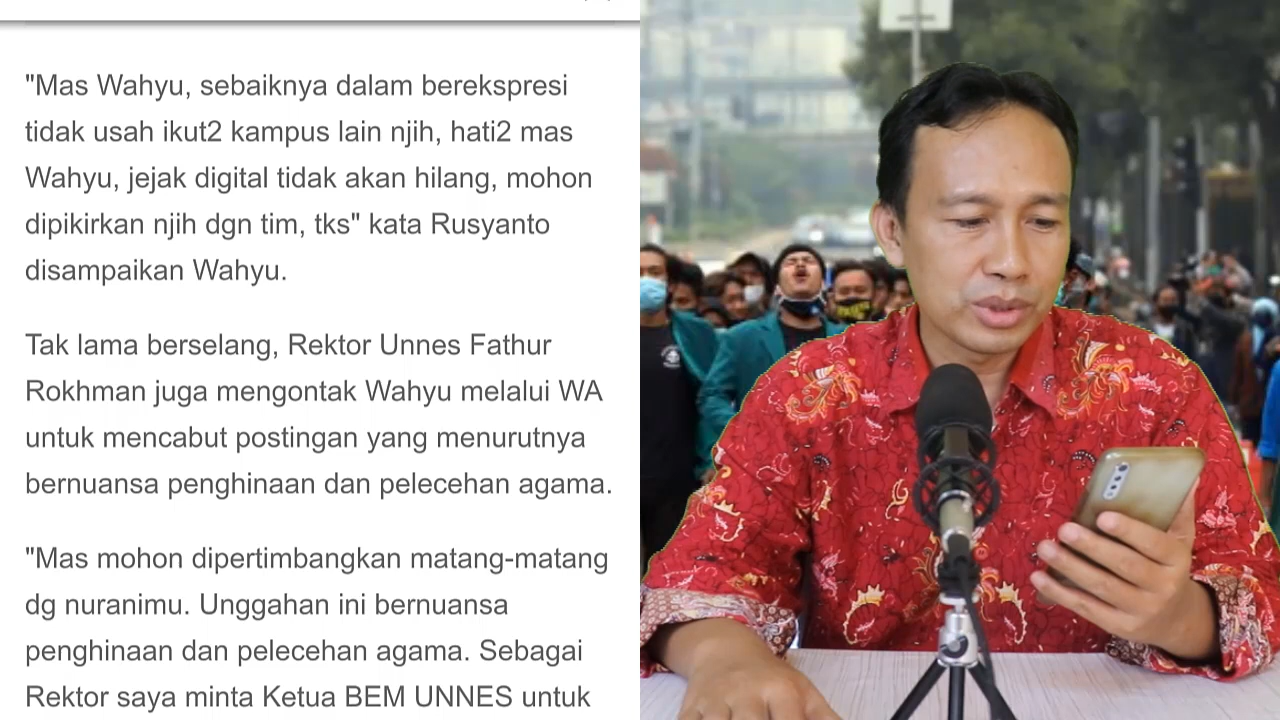 "Mas Wahyu, sebaiknya dalam berekspresi
tidak usah ikut2 kampus lain njih, hati2 mas
Wahyu, jejak digital tidak akan hilang, mohon
dipikirkan njih dgn tim, tks" kata Rusyanto
disampaikan Wahyu.
Tak lama berselang, Rektor Unnes Fathur
Rokhman juga mengontak Wahyu melalui WA
untuk mencabut postingan yang menurutnya
bernuansa penghinaan dan pelecehan agama.
"Mas mohon dipertimbangkan matang-matang
dg nuranimu. Unggahan ini bernuansa
penghinaan dan pelecehan agama. Sebagai
Rektor saya minta Ketua BEM UNNES untuk